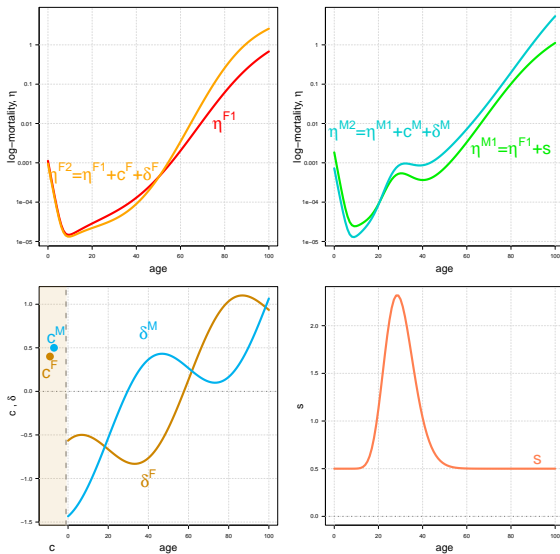 log−mortality, η
1
0.1
0.01
0.001
1e−04
1e−05
η^F1
η^F2=η^F1+c^F+δ^F
0 20 40 60 80 100
age
log−mortality, η
1
0.1
0.01
0.001
1e−04
1e−05
η^M2=η^M1+c^M+δ^M
η^M1=η^F1+s
0 20 40 60 80 100
age
c , δ
1.0
0.5
0.0
−0.5
−1.0
−1.5
c^M
c^F
δ^M
δ^F
0 20 40 60 80 100
c
age
s
2.0
1.5
1.0
0.5
0.0
s
0 20 40 60 80 100
age